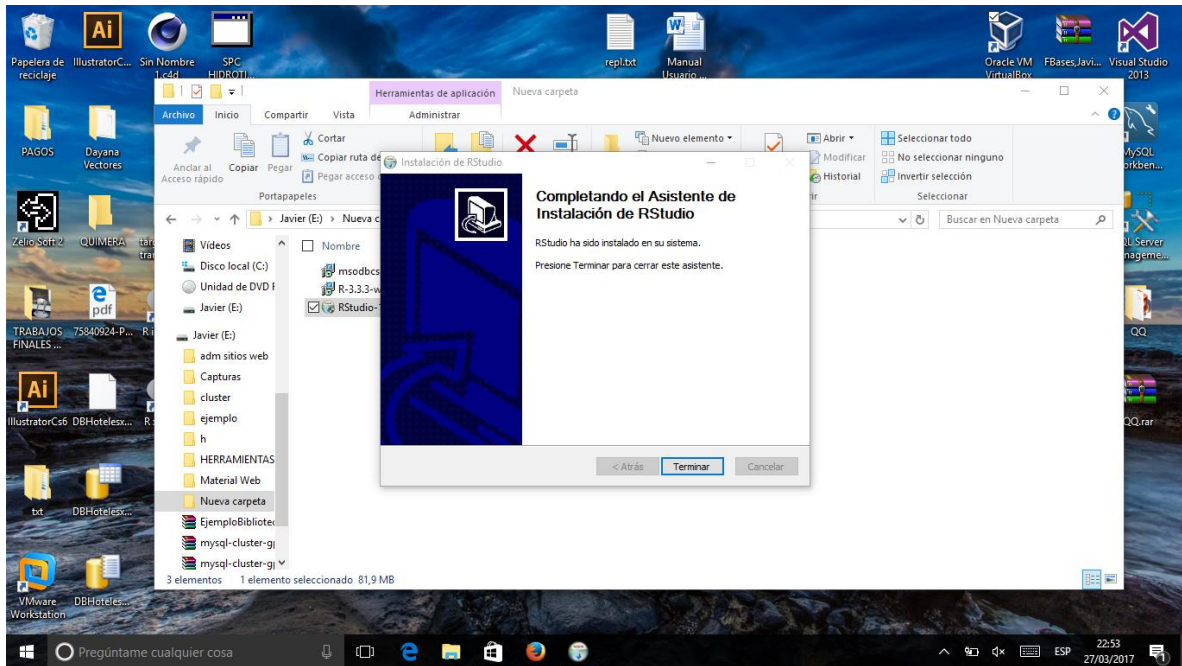 Papelera de reciclaje
IllustratorC...
Sin Nombre 1.c4d
SPC HIDROTI...
repl.txt
Manual Usuario ...
Oracle VM VirtualBox
FBases,Javi...
Visual Studio 2013
PAGOS
Dayana Vectores
Zelio Soft 2
QUIMERA
TRABAJOS FINALES ...
75840924-P...
R i
IllustratorCs6
DBHotelesx...
R
txt
DBHotelesx...
VMware Workstation
DBHoteles...
MySQL
QQ
QQ.rar
Herramientas de aplicación
Nueva carpeta
Archivo
Inicio
Compartir
Vista
Administrar
Anclar al Acceso rápido
Copiar
Pegar
Cortar
Copiar ruta de
Pegar acceso
Portapapeles
Nuevo elemento
Abrir
Modificar
Historial
Seleccionar todo
No seleccionar ninguno
Invertir selección
Seleccionar
Javier (E:) > Nueva c
Buscar en Nueva carpeta
Vídeos
Disco local (C:)
Unidad de DVD
Javier (E:)
Javier (E:)
adm sitios web
Capturas
cluster
ejemplo
h
HERRAMIENTAS
Material Web
Nueva carpeta
EjemploBibliotec
mysql-cluster-g
mysql-cluster-g
Nombre
msodbcs
R-3.3.3-w
RStudio-
3 elementos
1 elemento seleccionado 81,9 MB
Instalación de RStudio
Completando el Asistente de
Instalación de RStudio
RStudio ha sido instalado en su sistema.
Presione Terminar para cerrar este asistente.
< Atrás
Terminar
Cancelar
Pregúntame cualquier cosa
ESP
22:53
27/03/2017